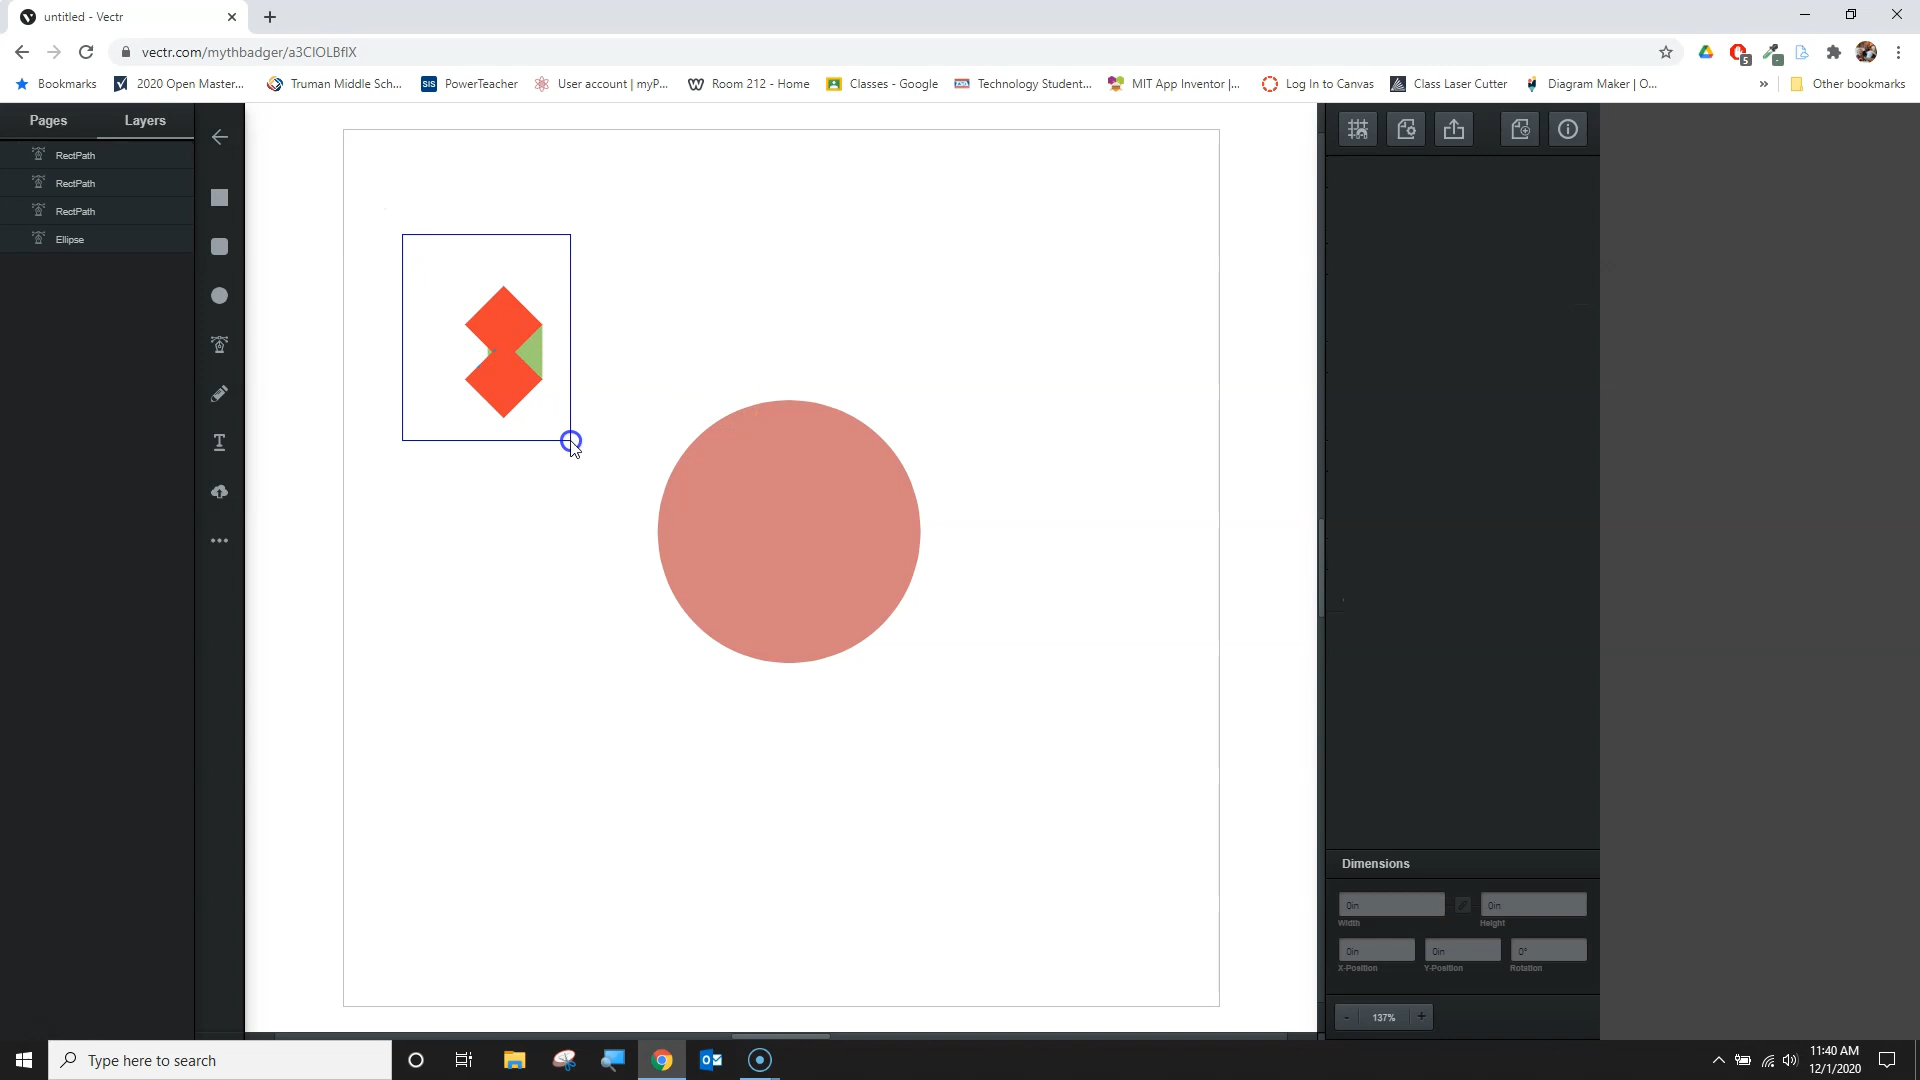 untitled - Vectr
vectr.com/mythbadger/a3CIOLBflX
5
Bookmarks 2020 Open Master... Truman Middle Sch... SIS PowerTeacher User account | myP... Room 212 - Home Classes - Google Technology Student... MIT App Inventor |... Log In to Canvas Class Laser Cutter Diagram Maker | O... » Other bookmarks
Pages Layers
RectPath
RectPath
RectPath
Ellipse
Dimensions
0in 0in
Width Height
0in 0in 0°
X-Position Y-Position Rotation
- 137% +
Type here to search
11:40 AM
12/1/2020